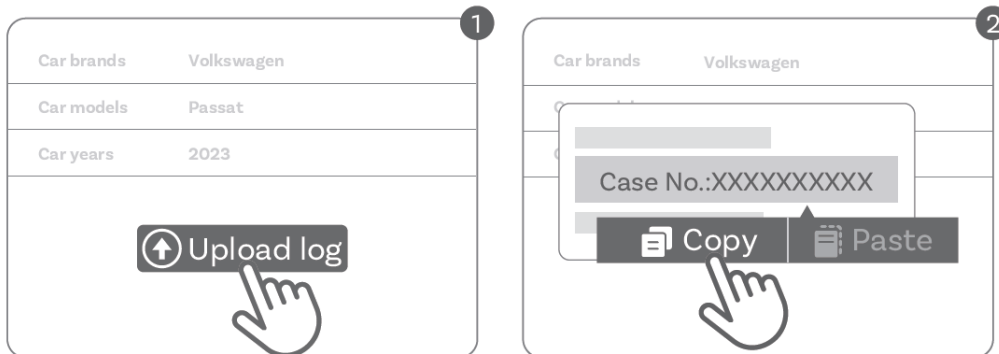 1
Car brands Volkswagen
Car models Passat
Car years 2023
Upload log
2
Car brands Volkswagen
Case No.:XXXXXXXXXX
Copy Paste